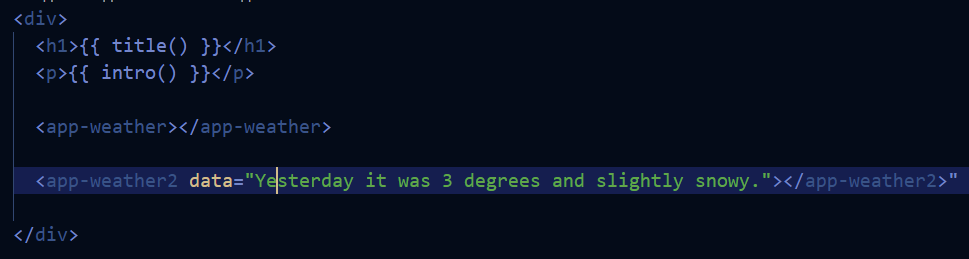 <div>
<h1>{{ title() }}</h1>
<p>{{ intro() }}</p>
<app-weather></app-weather>
<app-weather2 data="Yesterday it was 3 degrees and slightly snowy."></app-weather2>"
</div>